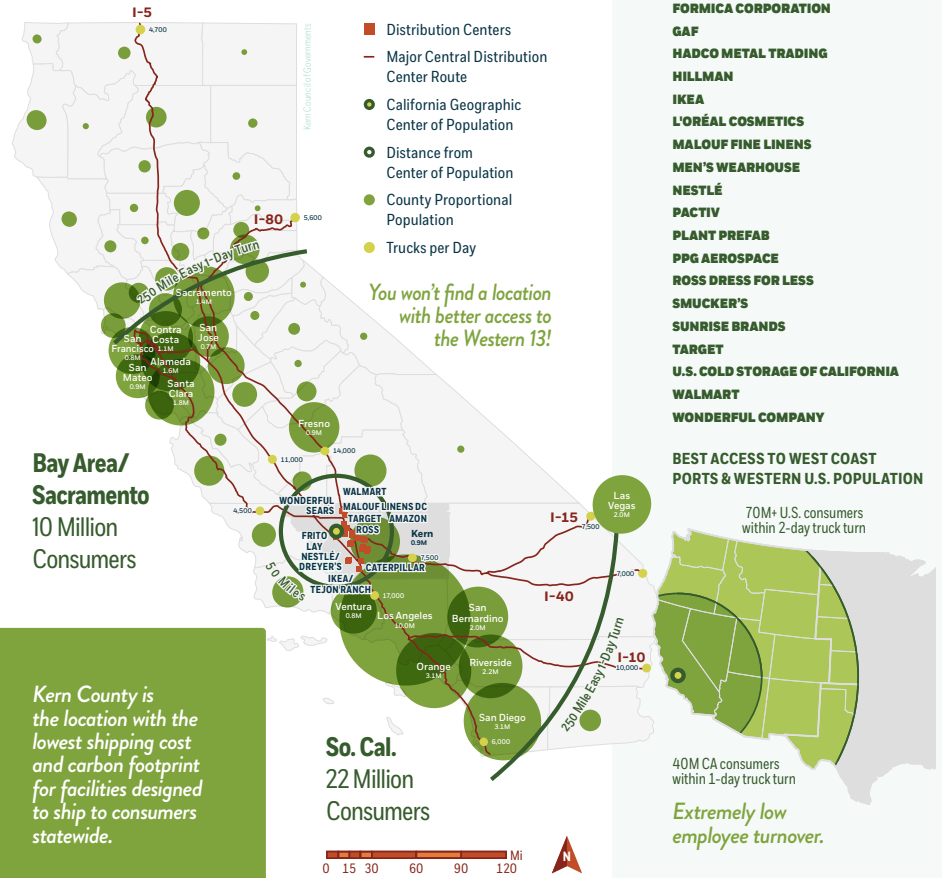 I-5
4,700
Kern Council of Governments
Distribution Centers
Major Central Distribution
Center Route
California Geographic
Center of Population
Distance from
Center of Population
County Proportional
Population
Trucks per Day
You won't find a location
with better access to
the Western 13!
I-80
5,600
250 Mile Easy 1-Day Turn
Sacramento
1.4M
Contra
Costa
1.1M
San
Jose
0.7M
San
Francisco
0.8M
Alameda
1.6M
San
Mateo
0.9M
Santa
Clara
1.8M
Fresno
0.9M
14,000
11,000
4,500
Bay Area/
Sacramento
10 Million
Consumers
WALMART
WONDERFUL
SEARS
MALOUF LINENS DC
TARGET
AMAZON
ROSS
FRITO
LAY
Kern
0.9M
NESTLÉ/
DREYER'S
7,500
CATERPILLAR
IKEA/
TEJON RANCH
17,000
50 Miles
Ventura
0.8M
Los Angeles
10.0M
San
Bernardino
2.0M
Orange
3.1M
Riverside
2.2M
San Diego
3.1M
6,000
Las
Vegas
2.0M
I-15
7,500
7,000
I-40
I-10
10,000
250 Mile Easy 1-Day Turn
Kern County is
the location with the
lowest shipping cost
and carbon footprint
for facilities designed
to ship to consumers
statewide.
So. Cal.
22 Million
Consumers
Mi
0 15 30 60 90 120
N
FORMICA CORPORATION
GAF
HADCO METAL TRADING
HILLMAN
IKEA
L'ORÉAL COSMETICS
MALOUF FINE LINENS
MEN'S WEARHOUSE
NESTLÉ
PACTIV
PLANT PREFAB
PPG AEROSPACE
ROSS DRESS FOR LESS
SMUCKER'S
SUNRISE BRANDS
TARGET
U.S. COLD STORAGE OF CALIFORNIA
WALMART
WONDERFUL COMPANY
BEST ACCESS TO WEST COAST
PORTS & WESTERN U.S. POPULATION
70M+ U.S. consumers
within 2-day truck turn
40M CA consumers
within 1-day truck turn
Extremely low
employee turnover.